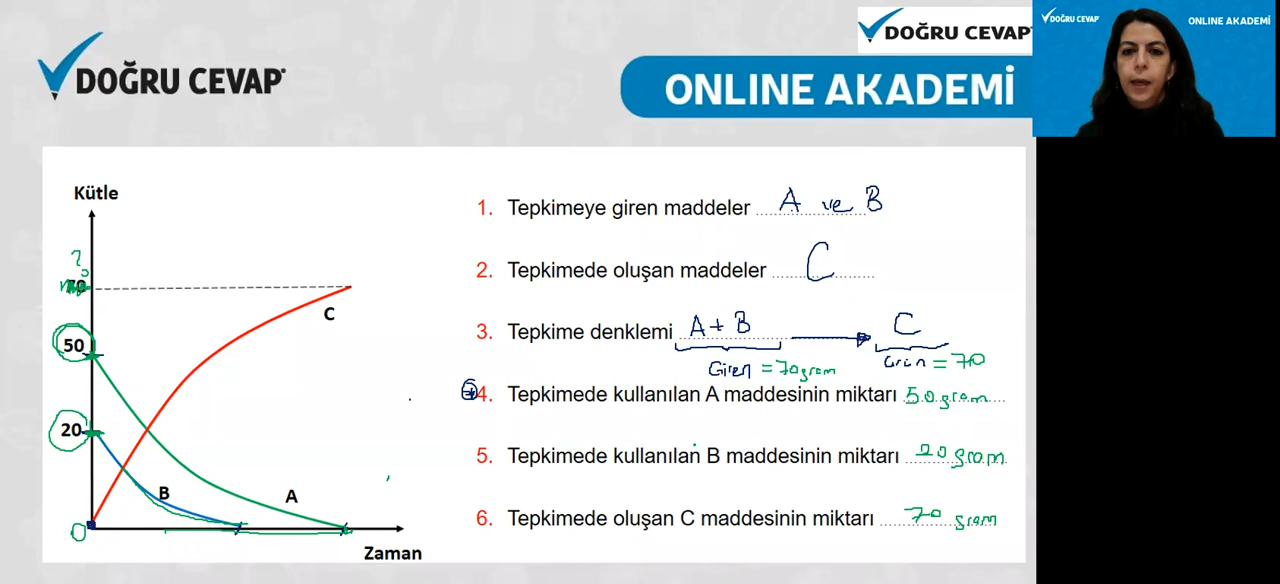 DOĞRU CEVAP
DOĞRU CEVAP
DOĞRU CEVAP
ONLINE AKADEMİ
ONLINE AKADEMİ
Kütle
?
70
50
20
0
C
B
A
Zaman
1. Tepkimeye giren maddeler A ve B
2. Tepkimede oluşan maddeler C
3. Tepkime denklemi A + B C
Giren = 70 gram Ürün = 70
4. Tepkimede kullanılan A maddesinin miktarı 50 gram
5. Tepkimede kullanılan B maddesinin miktarı 20 gram
6. Tepkimede oluşan C maddesinin miktarı 70 gram